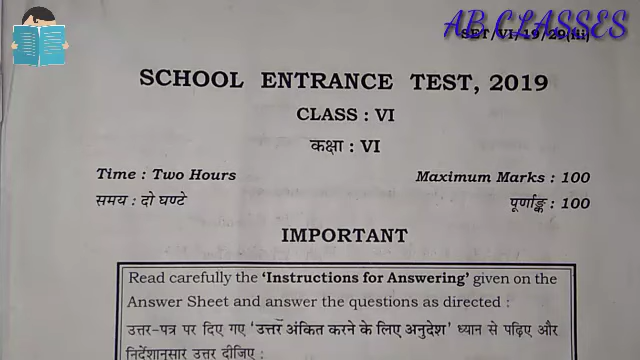 AB CLASSES
SET/VI/19/29(iii)
SCHOOL ENTRANCE TEST, 2019
CLASS : VI
कक्षा : VI
Time : Two Hours Maximum Marks : 100
समय : दो घण्टे पूर्णाङ्क : 100
IMPORTANT
Read carefully the ‘Instructions for Answering’ given on the
Answer Sheet and answer the questions as directed :
उत्तर-पत्र पर दिए गए ‘उत्तर अंकित करने के लिए अनुदेश’ ध्यान से पढ़िए और
निर्देशानुसार उत्तर दीजिए :